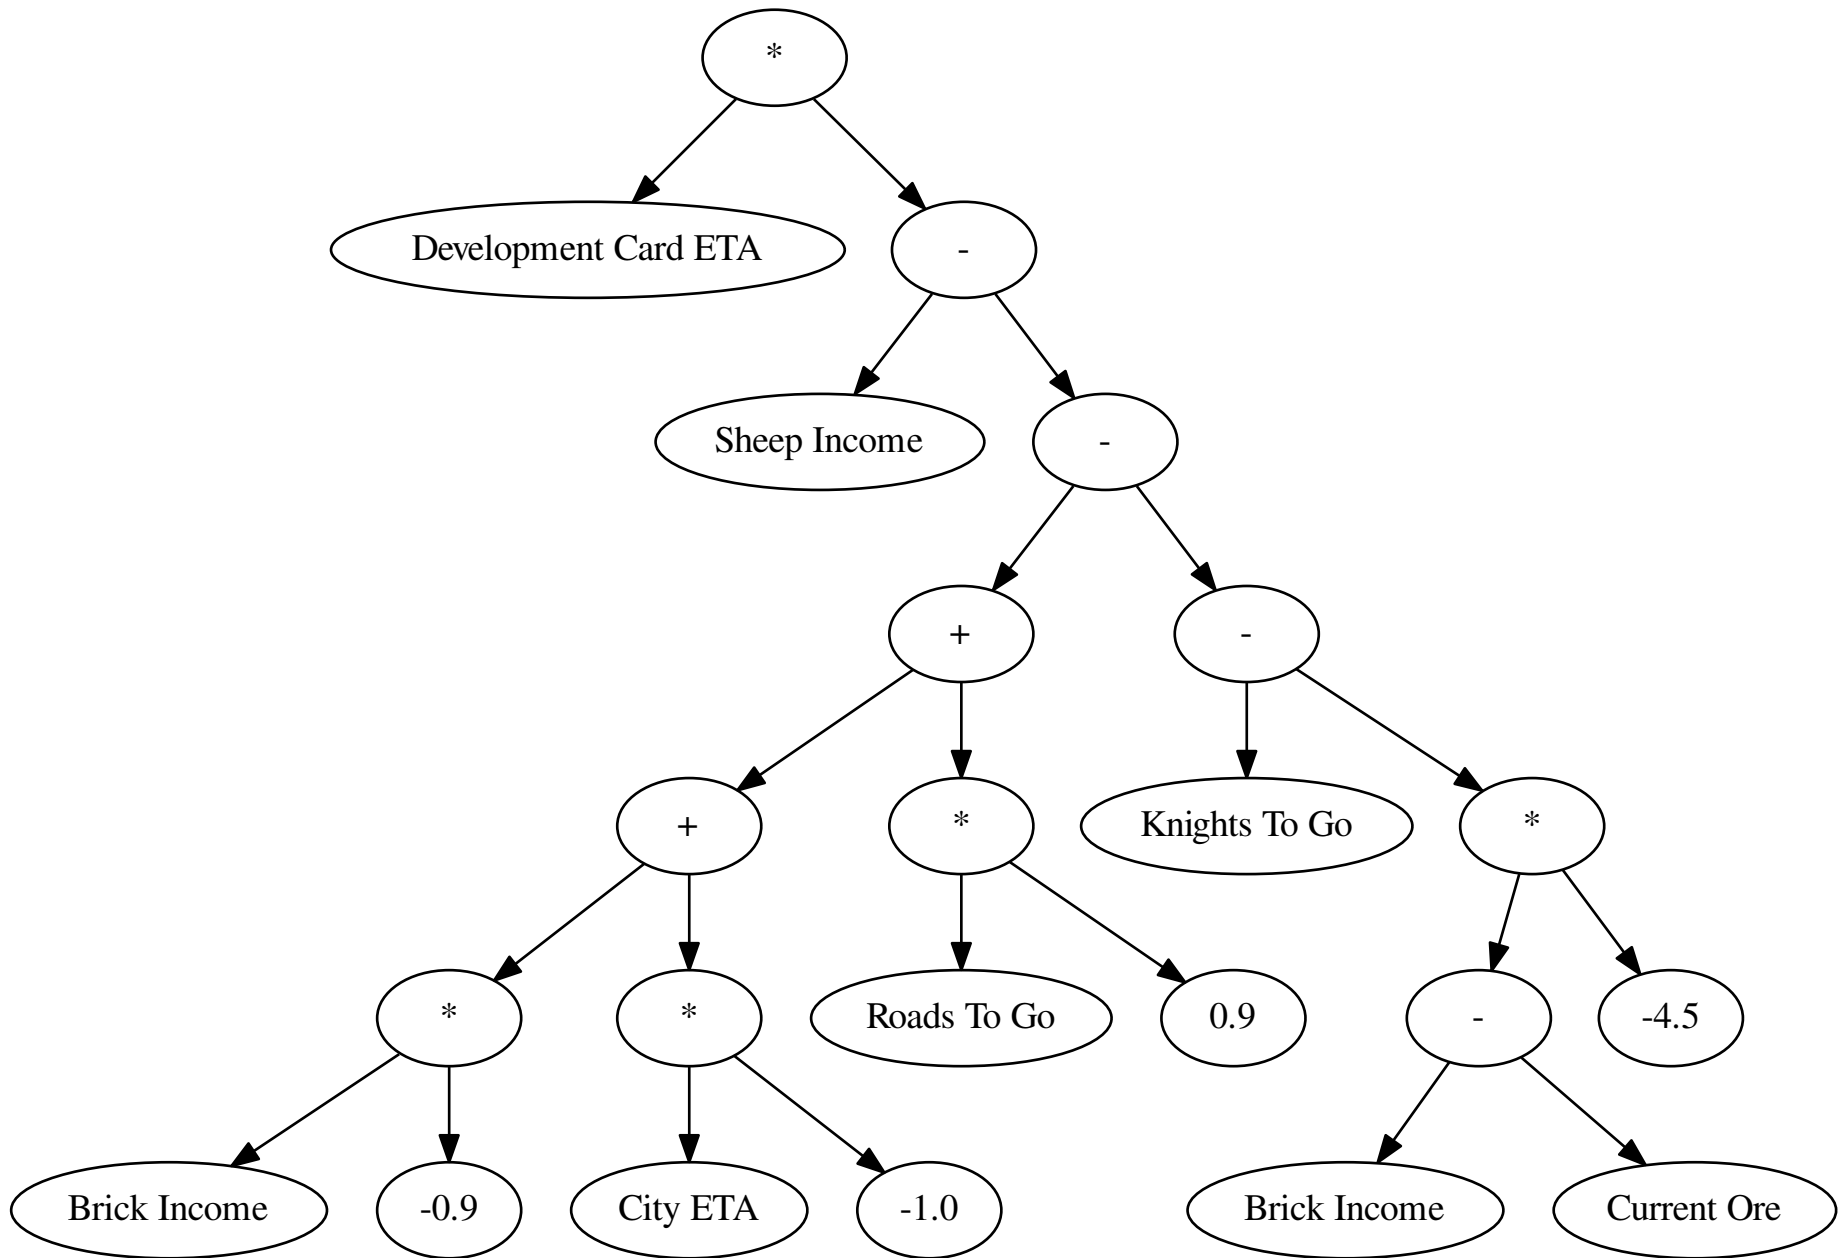 *
Development Card ETA
-
Sheep Income
-
+
-
+
*
Knights To Go
*
*
*
Roads To Go
0.9
-
-4.5
Brick Income
-0.9
City ETA
-1.0
Brick Income
Current Ore